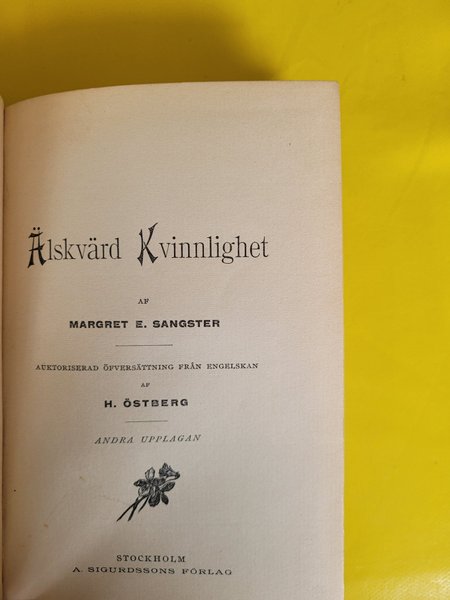 Älskvärd Kvinnlighet
AF
MARGRET E. SANGSTER
AUKTORISERAD ÖFVERSÄTTNING FRÅN ENGELSKAN
AF
H. ÖSTBERG
ANDRA UPPLAGAN
STOCKHOLM
A. SIGURDSSONS FÖRLAG